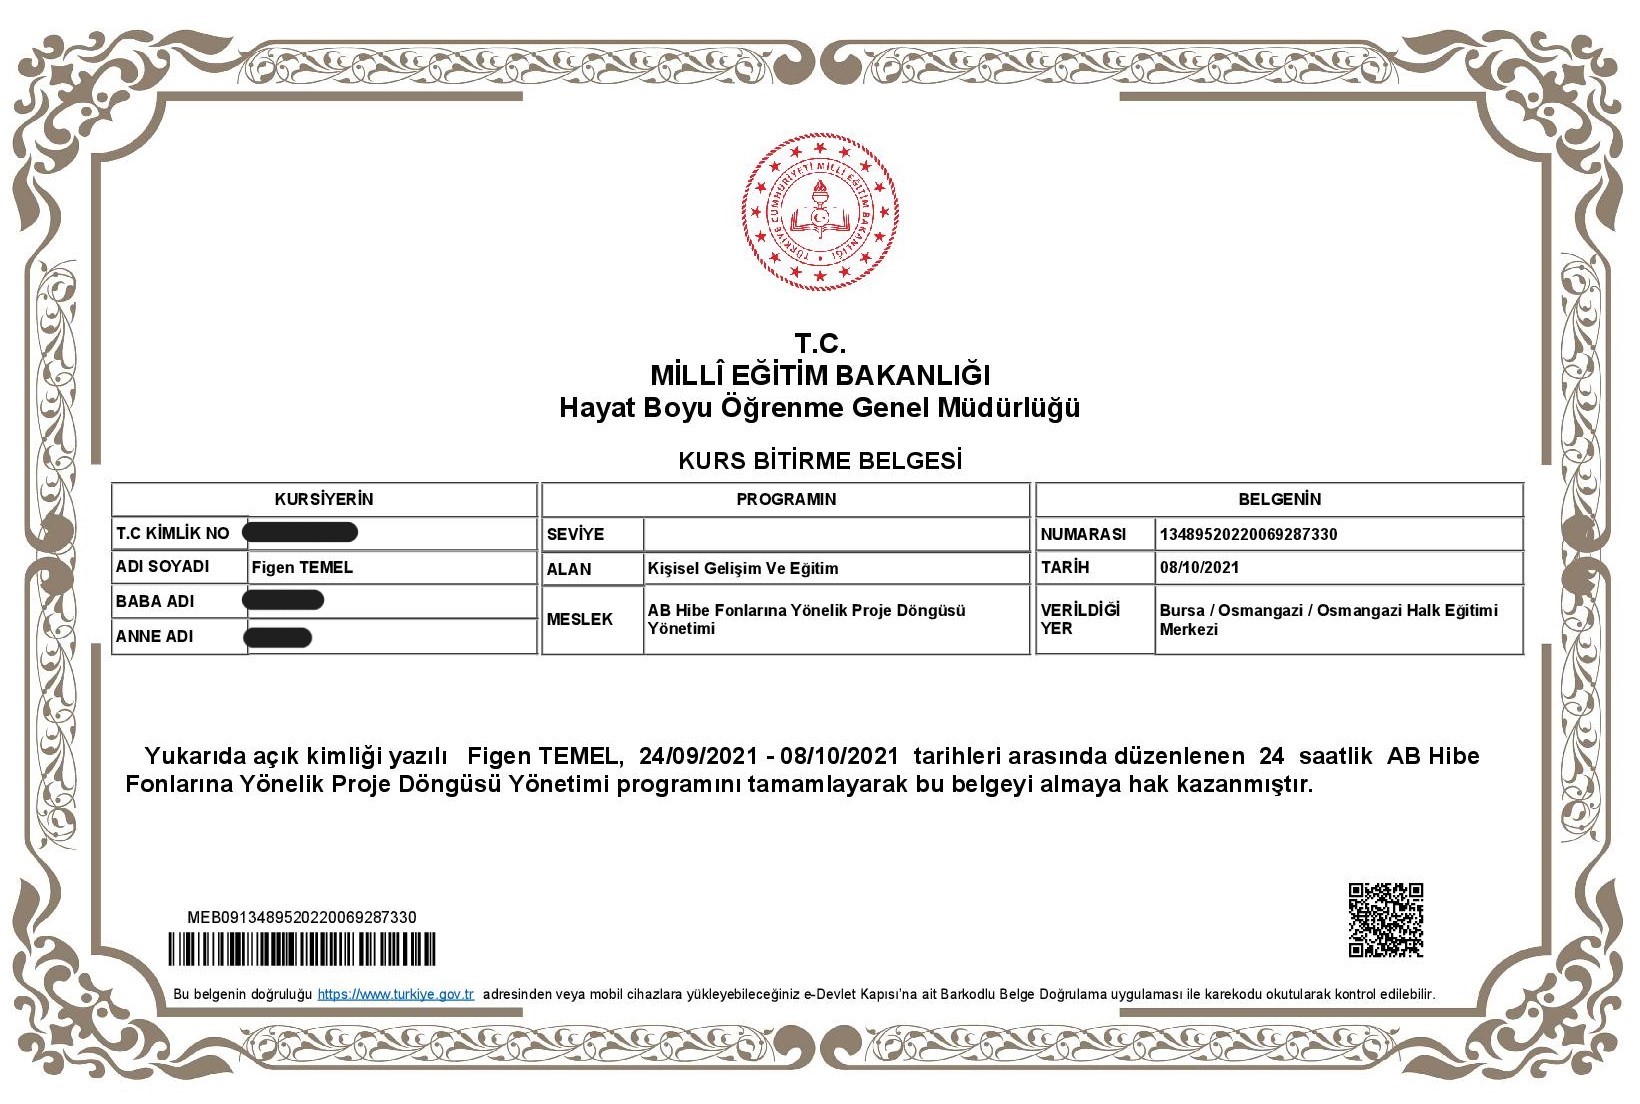 TÜRKİYE CUMHURİYETİ MİLLİ EĞİTİM BAKANLIĞI
T.C.
MİLLÎ EĞİTİM BAKANLIĞI
Hayat Boyu Öğrenme Genel Müdürlüğü
KURS BİTİRME BELGESİ
KURSİYERİN
T.C KİMLİK NO
ADI SOYADI Figen TEMEL
BABA ADI
ANNE ADI
PROGRAMIN
SEVİYE
ALAN Kişisel Gelişim Ve Eğitim
MESLEK AB Hibe Fonlarına Yönelik Proje Döngüsü
Yönetimi
BELGENİN
NUMARASI 13489520220069287330
TARİH 08/10/2021
VERİLDİĞİ YER Bursa / Osmangazi / Osmangazi Halk Eğitimi
Merkezi
Yukarıda açık kimliği yazılı Figen TEMEL, 24/09/2021 - 08/10/2021 tarihleri arasında düzenlenen 24 saatlik AB Hibe
Fonlarına Yönelik Proje Döngüsü Yönetimi programını tamamlayarak bu belgeyi almaya hak kazanmıştır.
MEB0913489520220069287330
Bu belgenin doğruluğu https://www.turkiye.gov.tr adresinden veya mobil cihazlara yükleyebileceğiniz e-Devlet Kapısı'na ait Barkodlu Belge Doğrulama uygulaması ile karekodu okutularak kontrol edilebilir.